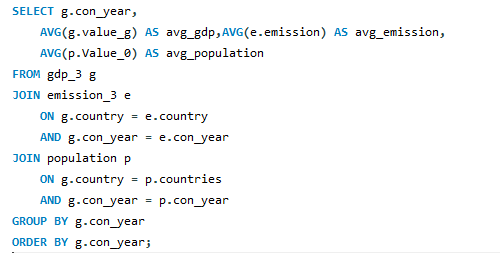 SELECT g.con_year,
AVG(g.value_g) AS avg_gdp,AVG(e.emission) AS avg_emission,
AVG(p.Value_0) AS avg_population
FROM gdp_3 g
JOIN emission_3 e
ON g.country = e.country
AND g.con_year = e.con_year
JOIN population p
ON g.country = p.countries
AND g.con_year = p.con_year
GROUP BY g.con_year
ORDER BY g.con_year;